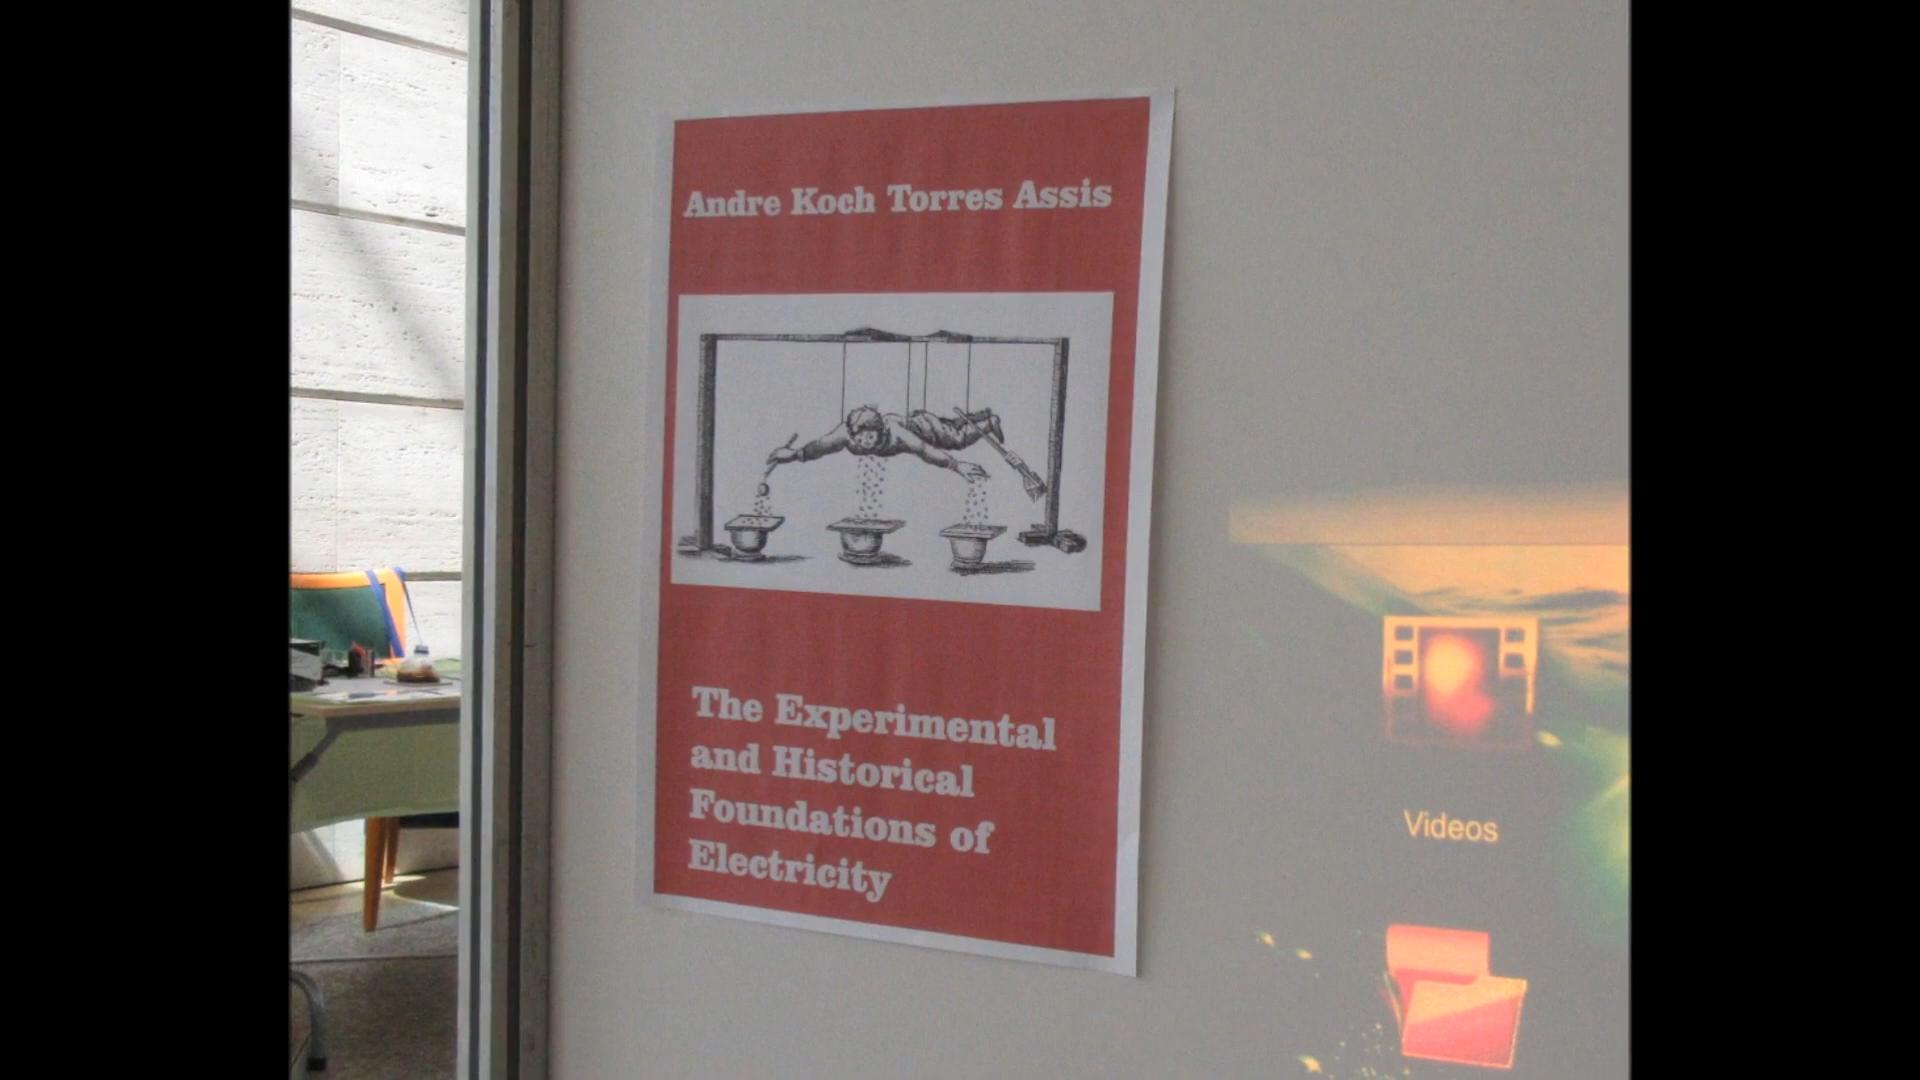 Andre Koch Torres Assis
The Experimental
and Historical
Foundations of
Electricity
Videos